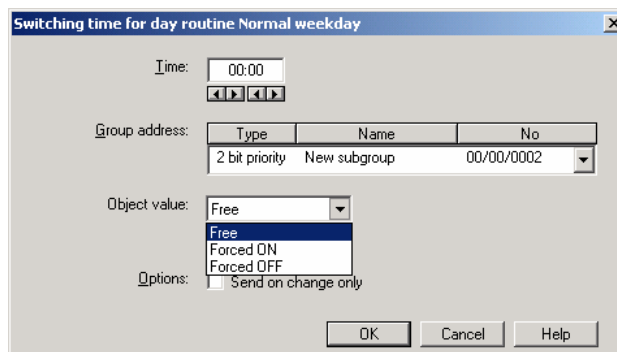 Switching time for day routine Normal weekday
Time: 00:00
Group address: Type Name No
2 bit priority New subgroup 00/00/0002
Object value: Free
Free
Forced ON
Forced OFF
Options: Send on change only
OK Cancel Help